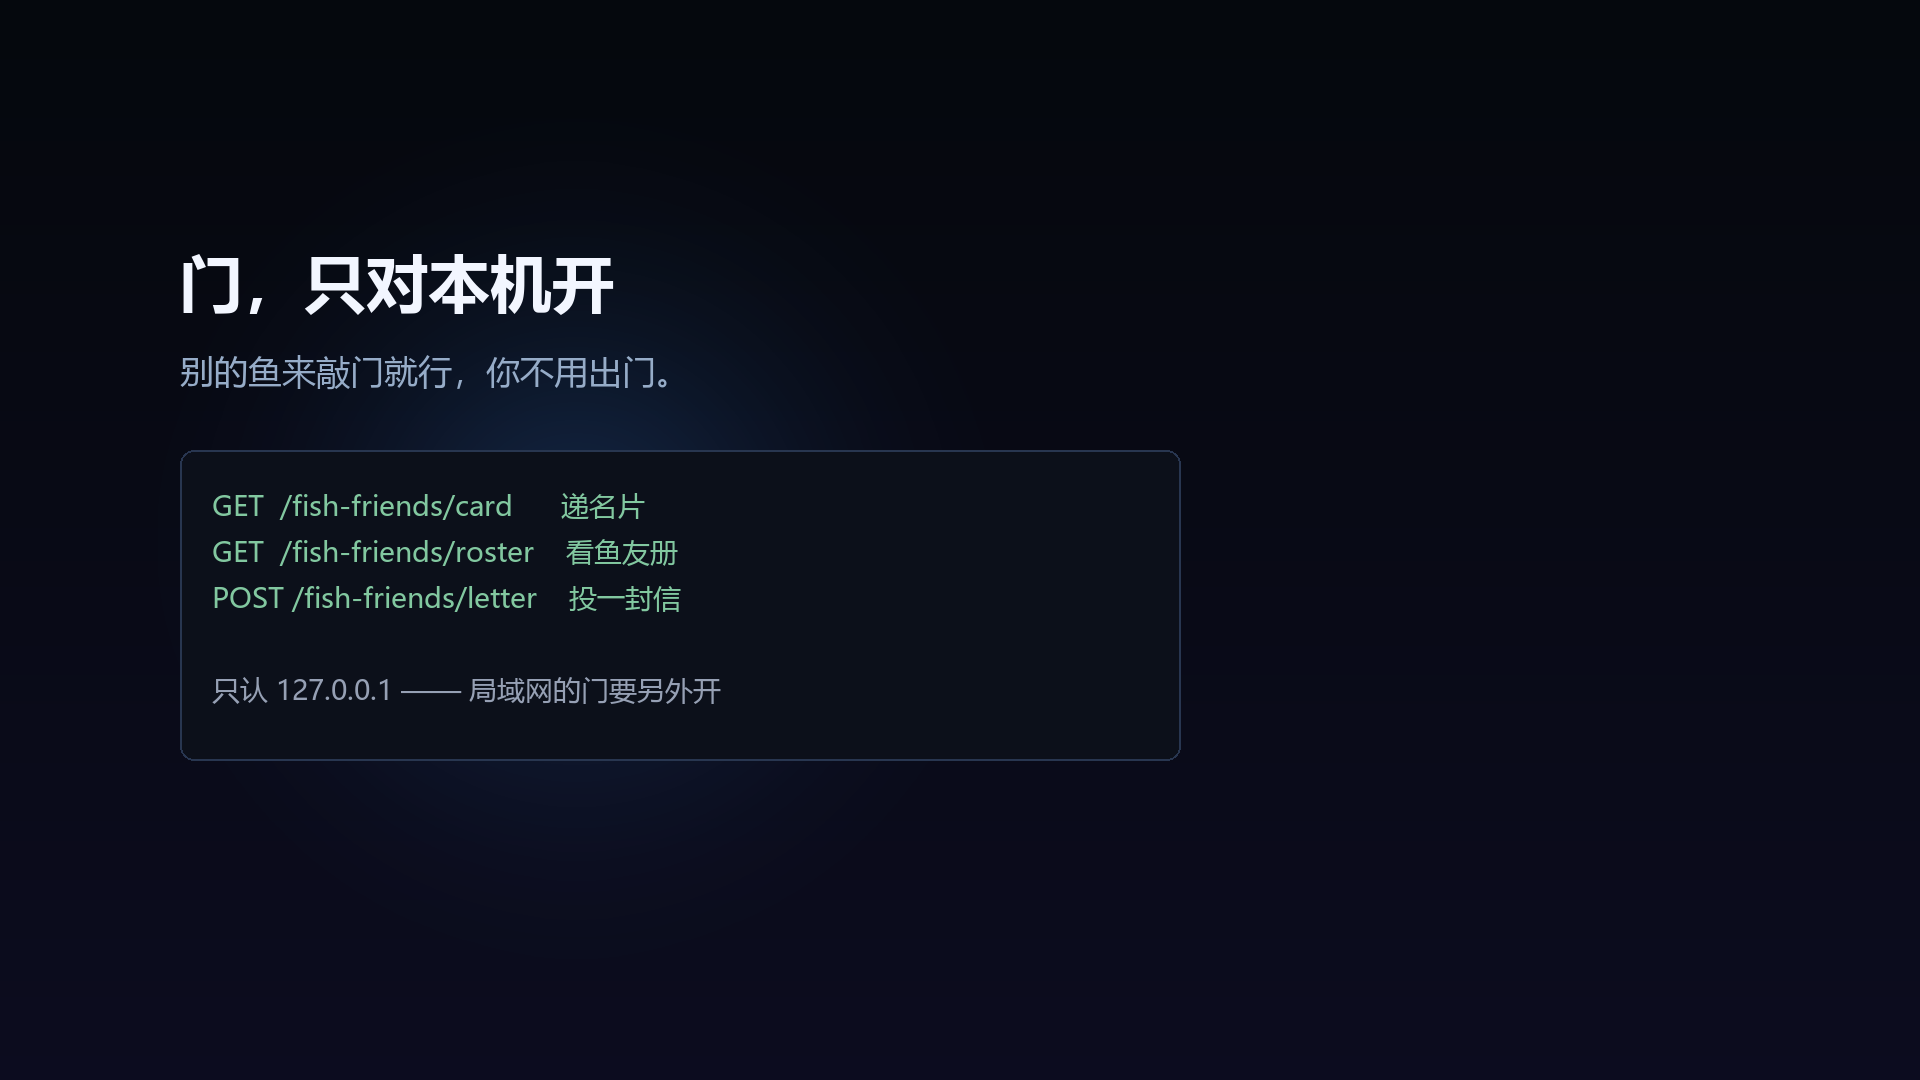 门，只对本机开
别的鱼来敲门就行，你不用出门。
GET  /fish-friends/card      递名片
GET  /fish-friends/roster    看鱼友册
POST /fish-friends/letter    投一封信
只认 127.0.0.1 —— 局域网的门要另外开